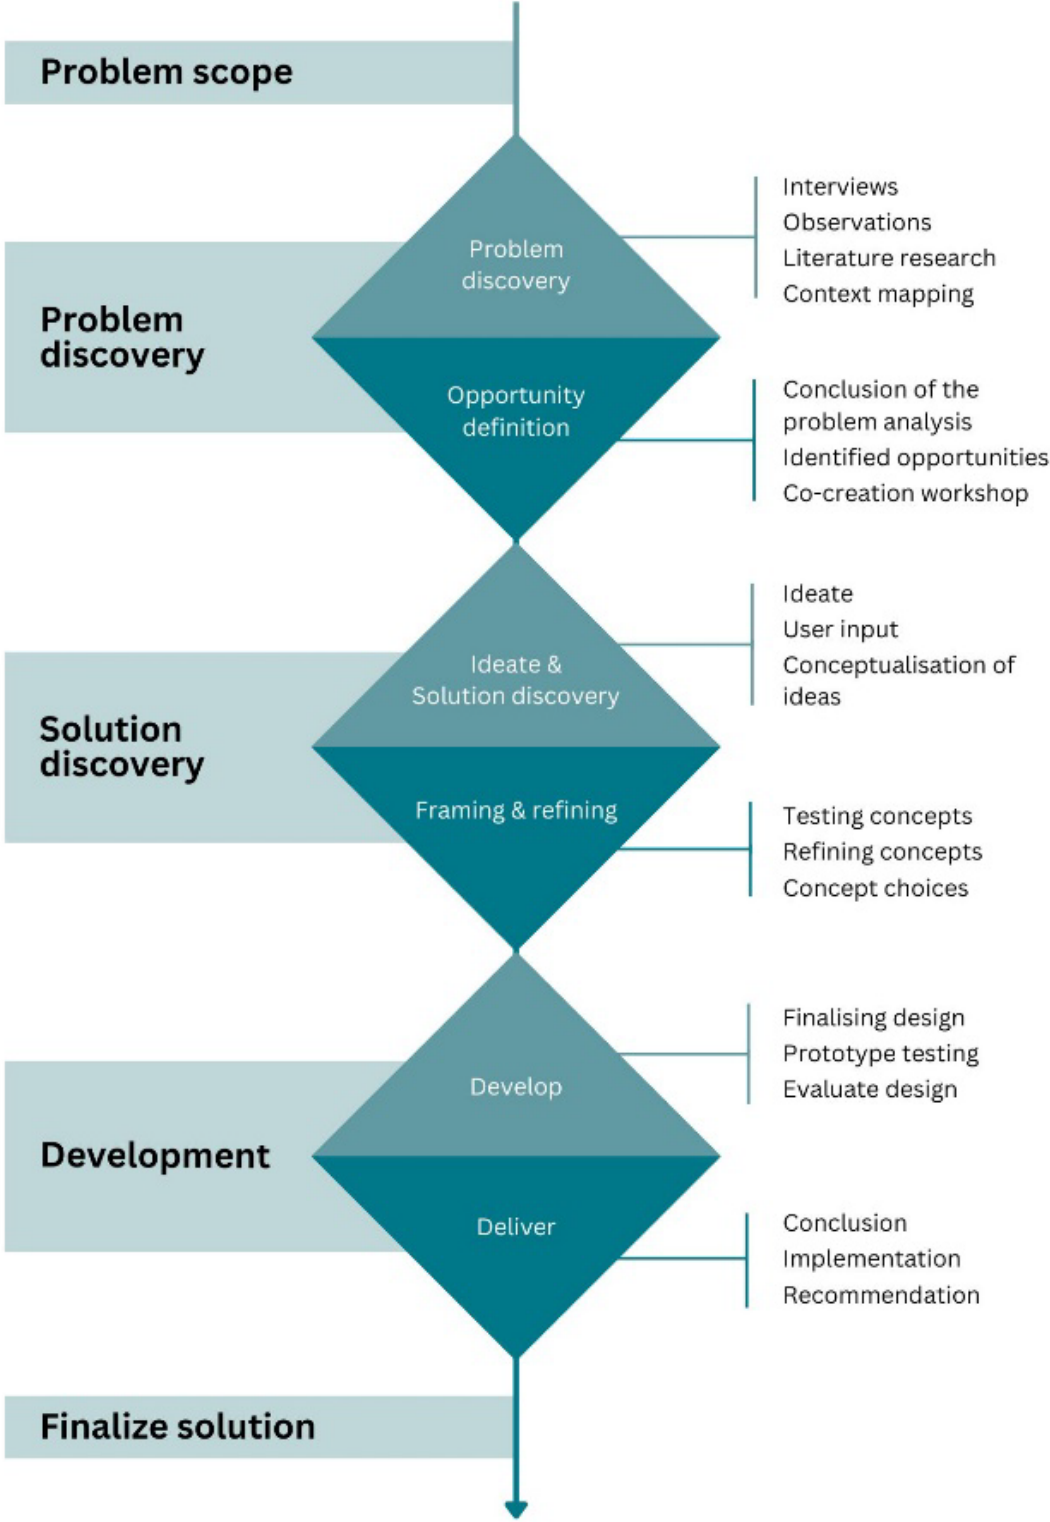 Problem scope
Problem
discovery
Interviews
Observations
Literature research
Context mapping
Problem
discovery
Opportunity
definition
Conclusion of the
problem analysis
Identified opportunities
Co-creation workshop
Ideate &
Solution discovery
Ideate
User input
Conceptualisation of
ideas
Solution
discovery
Framing & refining
Testing concepts
Refining concepts
Concept choices
Develop
Finalising design
Prototype testing
Evaluate design
Development
Deliver
Conclusion
Implementation
Recommendation
Finalize solution